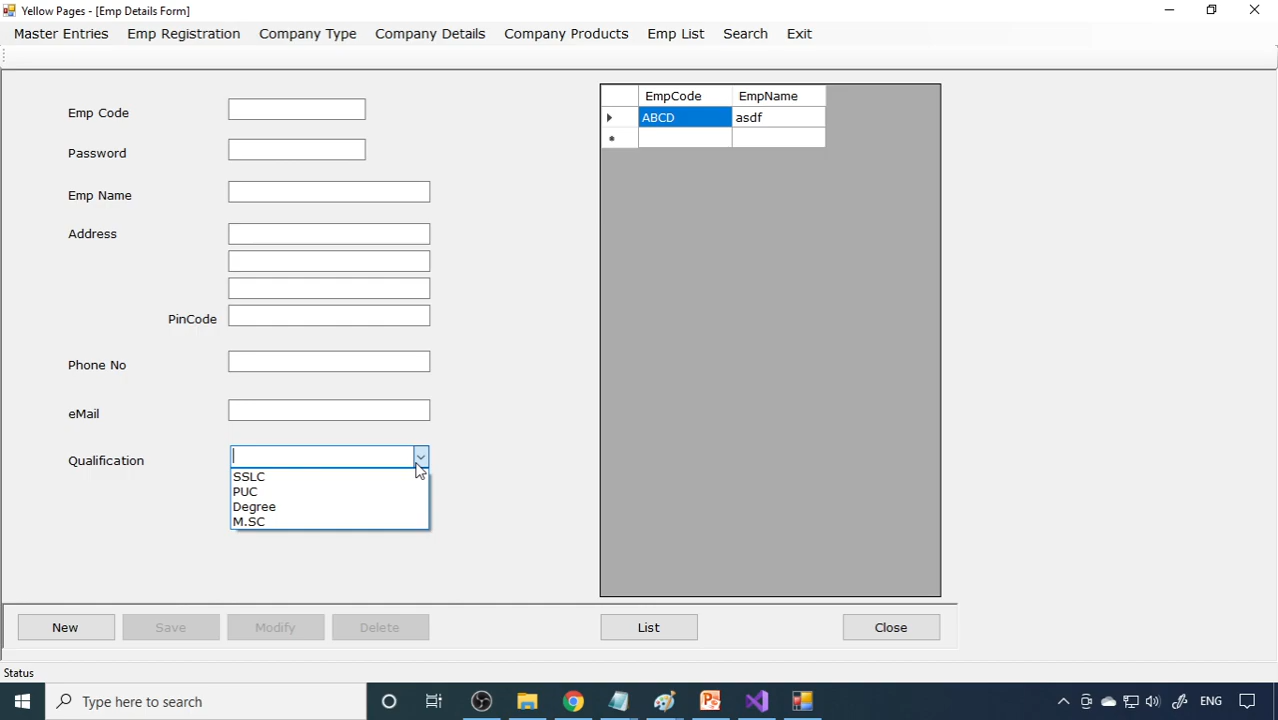 Yellow Pages - [Emp Details Form]
Master Entries Emp Registration Company Type Company Details Company Products Emp List Search Exit
Emp Code
Password
Emp Name
Address
PinCode
Phone No
eMail
Qualification
SSLC
PUC
Degree
M.SC
EmpCode EmpName
ABCD asdf
New Save Modify Delete List Close
Status
Type here to search
ENG